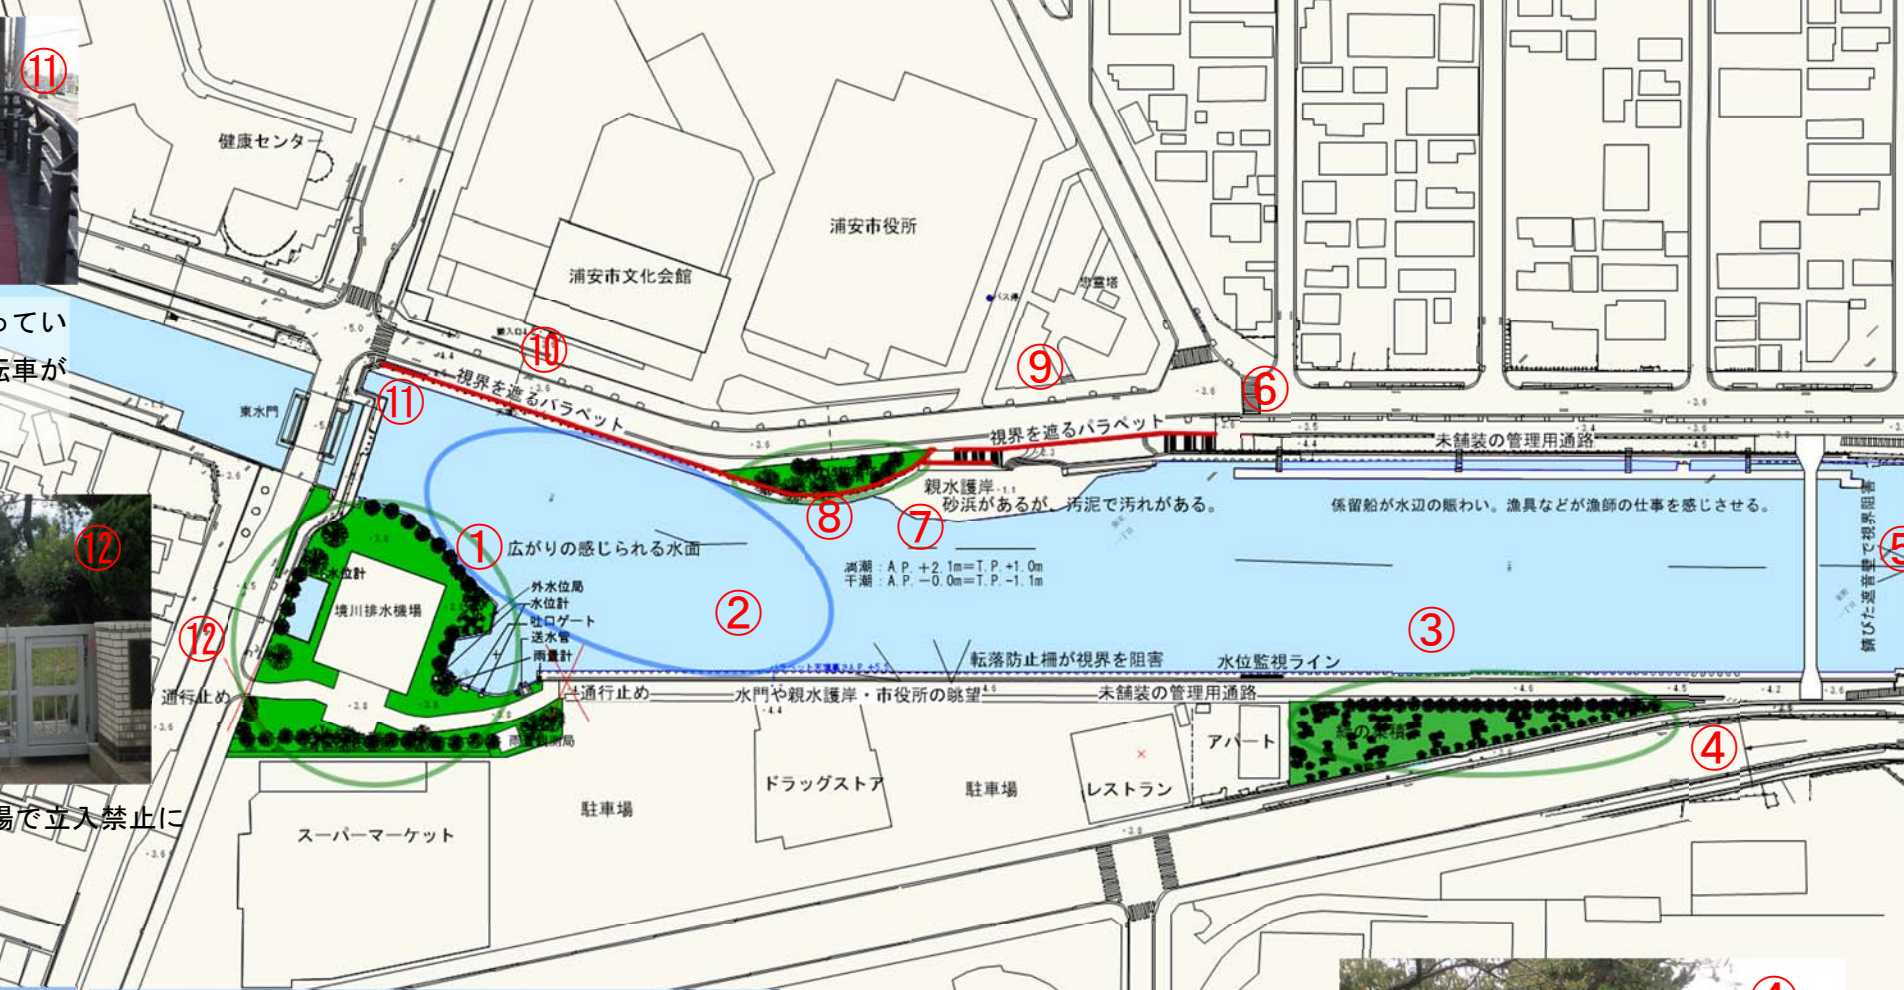 ⑪
健康センター
浦安市役所
浦安市文化会館
忠霊塔
バス停
ってい
転車が
⑩
⑨
⑥
⑪
東水門
視界を遮るパラペット
視界を遮るパラペット
未舗装の管理用通路
親水護岸
砂浜があるが、汚泥で汚れがある。
係留船が水辺の賑わい。漁具などが漁師の仕事を感じさせる。
錆びた遮音壁で視界阻害
⑧
⑦
⑤
⑫
①
広がりの感じられる水面
満潮：A.P.+2.1m=T.P.+1.0m
干潮：A.P.-0.0m=T.P.-1.1m
水位計
境川排水機場
外水位局
水位計
吐口ゲート
送水管
雨量計
②
③
⑫
転落防止柵が視界を阻害
水位監視ライン
通行止め
通行止め
水門や親水護岸・市役所の眺望
未舗装の管理用通路
アパート
④
ドラッグストア
駐車場
レストラン
駐車場
場で立入禁止に
スーパーマーケット
④